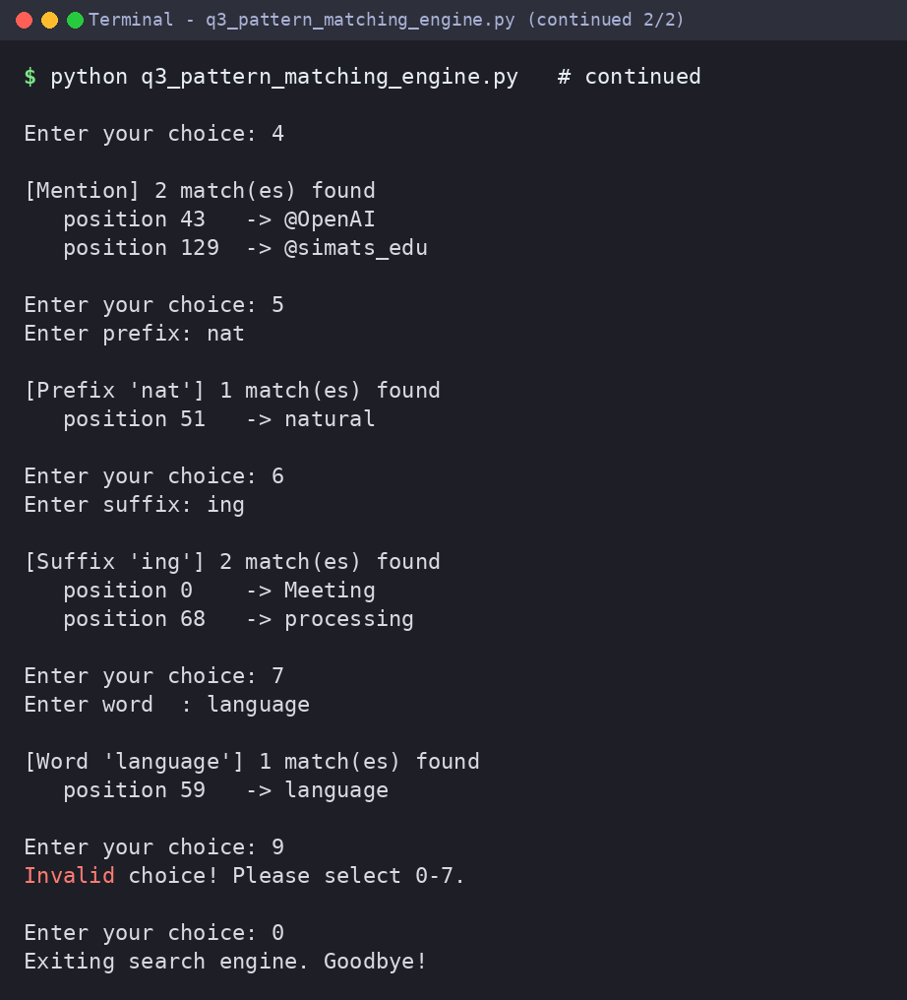 Terminal - q3_pattern_matching_engine.py (continued 2/2)
$ python q3_pattern_matching_engine.py   # continued
Enter your choice: 4
[Mention] 2 match(es) found
   position 43   -> @OpenAI
   position 129  -> @simats_edu
Enter your choice: 5
Enter prefix: nat
[Prefix 'nat'] 1 match(es) found
   position 51   -> natural
Enter your choice: 6
Enter suffix: ing
[Suffix 'ing'] 2 match(es) found
   position 0    -> Meeting
   position 68   -> processing
Enter your choice: 7
Enter word  : language
[Word 'language'] 1 match(es) found
   position 59   -> language
Enter your choice: 9
Invalid choice! Please select 0-7.
Enter your choice: 0
Exiting search engine. Goodbye!